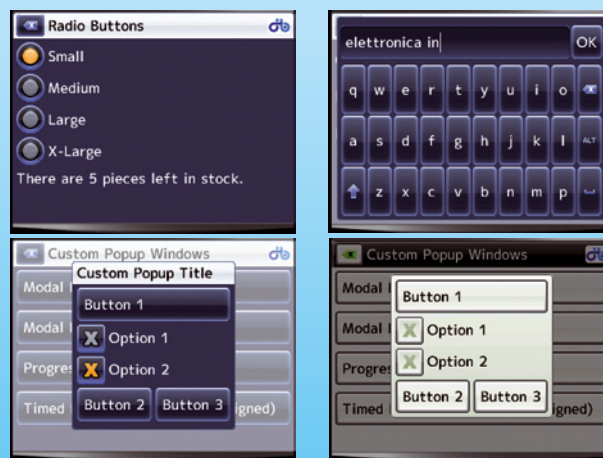 Radio Buttons
Small
Medium
Large
X-Large
There are 5 pieces left in stock.
elettronica in
OK
q w e r t y u i o
a s d f g h j k l ALT
z x c v b n m p
Custom Popup Windows
Custom Popup Title
Modal
Button 1
Modal
Option 1
Progres
Option 2
Timed
Button 2 Button 3
igned)
Custom Popup Windows
Modal
Button 1
Modal
Option 1
Progres
Option 2
Timed
Button 2 Button 3
igned)